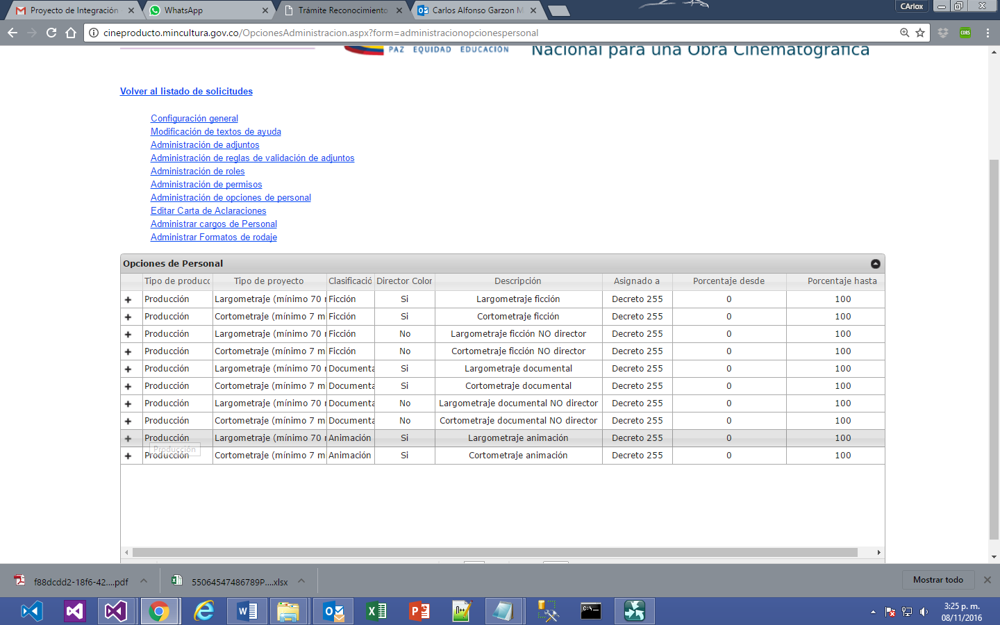 Proyecto de Integración
WhatsApp
Trámite Reconocimiento
Carlos Alfonso Garzon M
CArlox
cineproducto.mincultura.gov.co/OpcionesAdministracion.aspx?form=administracionopcionespersonal
CORS
PAZ EQUIDAD EDUCACIÓN
Nacional para una Obra Cinematográfica
Volver al listado de solicitudes
Configuración general
Modificación de textos de ayuda
Administración de adjuntos
Administración de reglas de validación de adjuntos
Administración de roles
Administración de permisos
Administración de opciones de personal
Editar Carta de Aclaraciones
Administrar cargos de Personal
Administrar Formatos de rodaje
Opciones de Personal
Tipo de producc Tipo de proyecto Clasificació Director Color Descripción Asignado a Porcentaje desde Porcentaje hasta
Producción Largometraje (mínimo 70 r Ficción Si Largometraje ficción Decreto 255 0 100
Producción Cortometraje (mínimo 7 m Ficción Si Cortometraje ficción Decreto 255 0 100
Producción Largometraje (mínimo 70 r Ficción No Largometraje ficción NO director Decreto 255 0 100
Producción Cortometraje (mínimo 7 m Ficción No Cortometraje ficción NO director Decreto 255 0 100
Producción Largometraje (mínimo 70 r Documenta Si Largometraje documental Decreto 255 0 100
Producción Cortometraje (mínimo 7 m Documenta Si Cortometraje documental Decreto 255 0 100
Producción Largometraje (mínimo 70 r Documenta No Largometraje documental NO director Decreto 255 0 100
Producción Cortometraje (mínimo 7 m Documenta No Cortometraje documental NO director Decreto 255 0 100
Producción Largometraje (mínimo 70 r Animación Si Largometraje animación Decreto 255 0 100
Producción
Producción Cortometraje (mínimo 7 m Animación Si Cortometraje animación Decreto 255 0 100
f88dcdd2-18f6-42....pdf
55064547486789P....xlsx
Mostrar todo
3:25 p. m.
08/11/2016